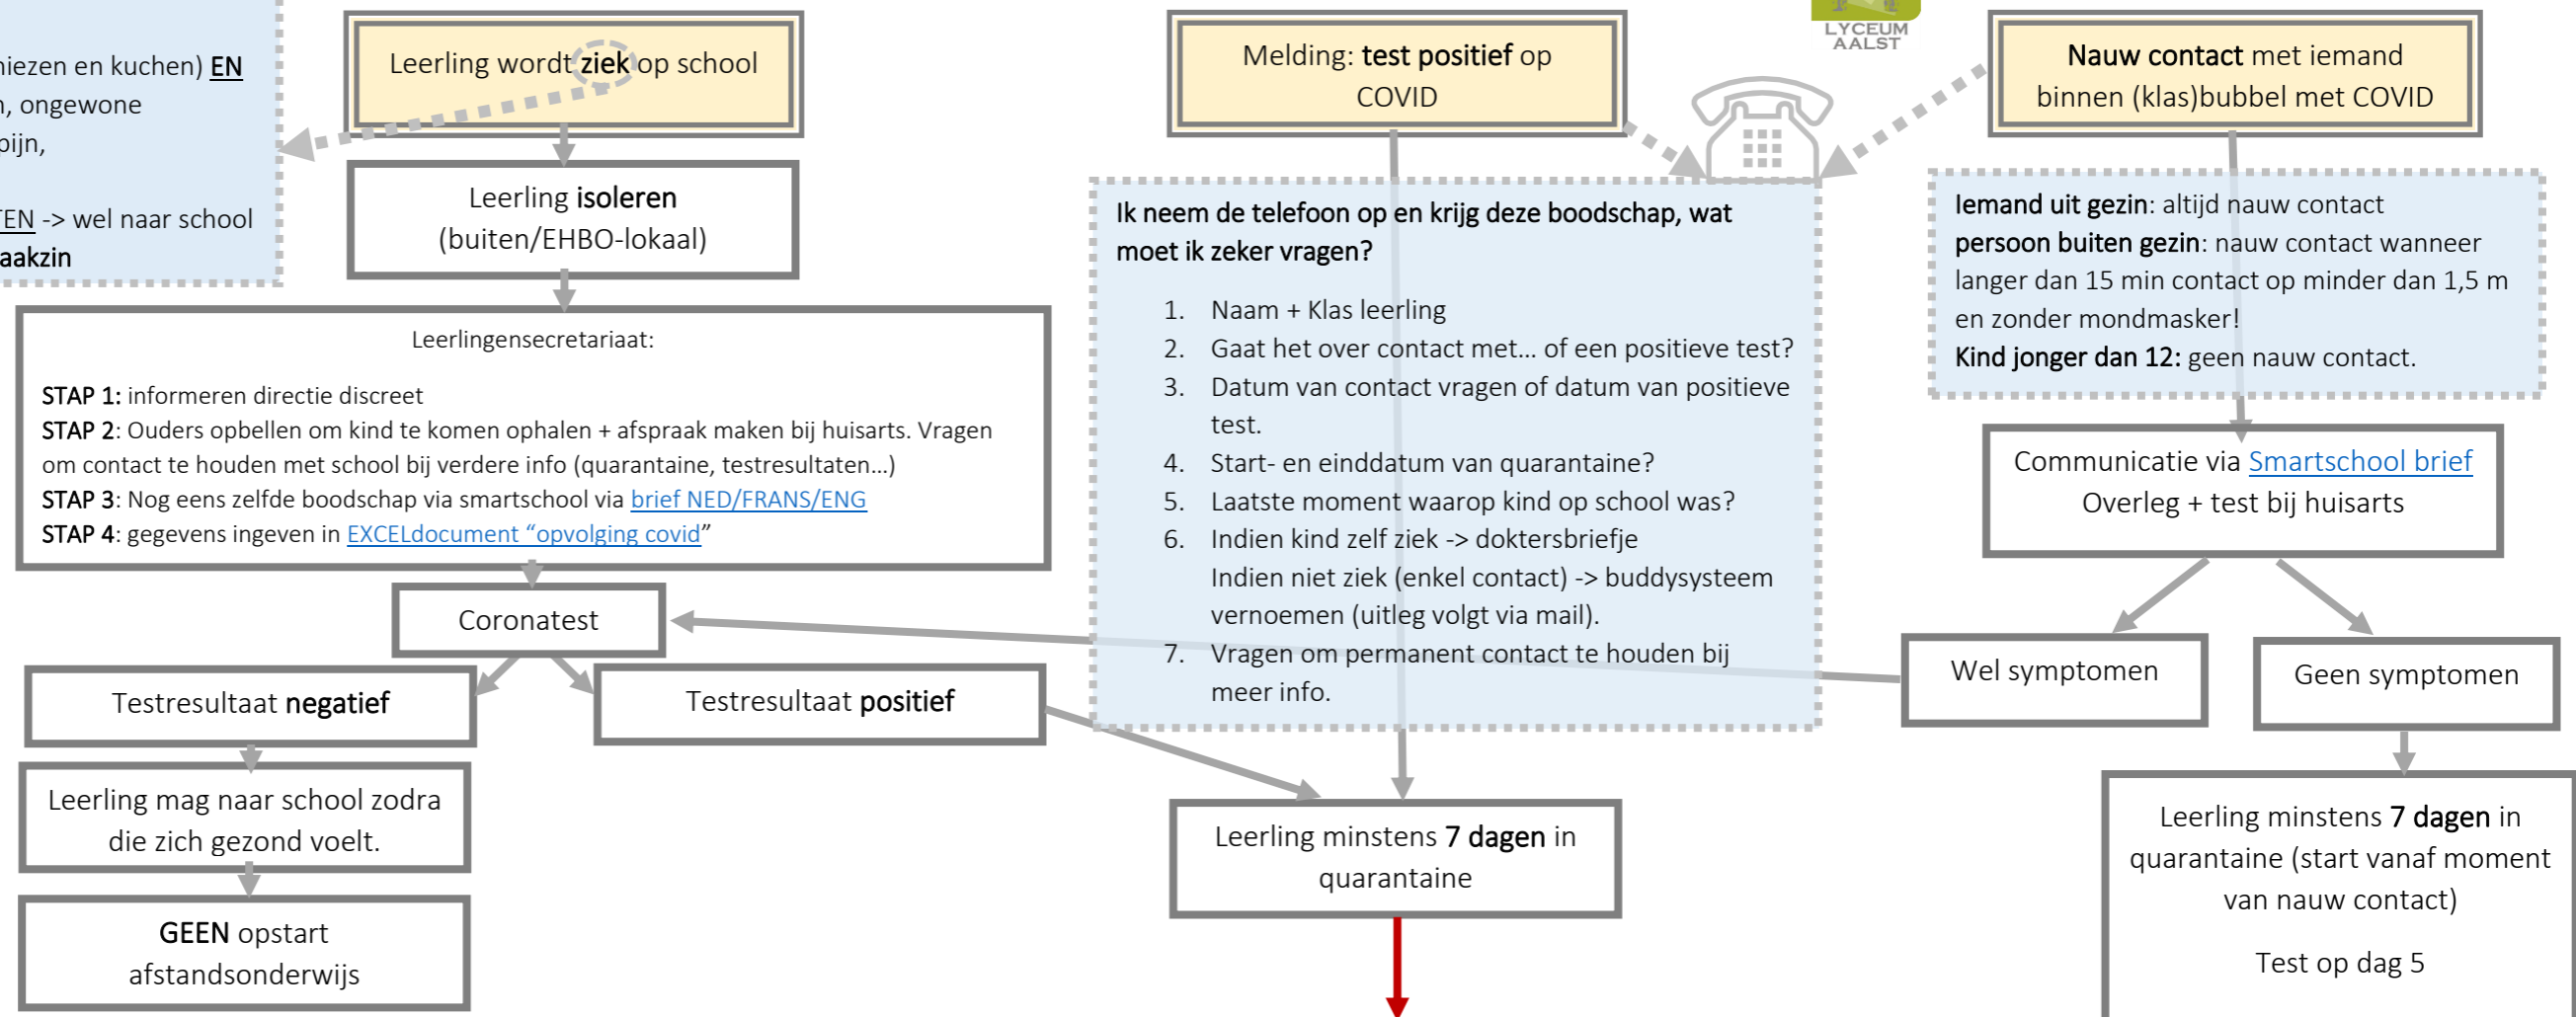 niezen en kuchen) EN
, ongewone
pijn,
TEN -> wel naar school
aakzin
Leerling wordt ziek op school
Leerling isoleren
(buiten/EHBO-lokaal)
Leerlingensecretariaat:
STAP 1: informeren directie discreet
STAP 2: Ouders opbellen om kind te komen ophalen + afspraak maken bij huisarts. Vragen
om contact te houden met school bij verdere info (quarantaine, testresultaten...)
STAP 3: Nog eens zelfde boodschap via smartschool via brief NED/FRANS/ENG
STAP 4: gegevens ingeven in EXCELdocument “opvolging covid”
Coronatest
Testresultaat negatief
Testresultaat positief
Leerling mag naar school zodra
die zich gezond voelt.
GEEN opstart
afstandsonderwijs
Melding: test positief op
COVID
LYCEUM
AALST
Ik neem de telefoon op en krijg deze boodschap, wat
moet ik zeker vragen?
1. Naam + Klas leerling
2. Gaat het over contact met... of een positieve test?
3. Datum van contact vragen of datum van positieve
test.
4. Start- en einddatum van quarantaine?
5. Laatste moment waarop kind op school was?
6. Indien kind zelf ziek -> doktersbriefje
Indien niet ziek (enkel contact) -> buddysysteem
vernoemen (uitleg volgt via mail).
7. Vragen om permanent contact te houden bij
meer info.
Leerling minstens 7 dagen in
quarantaine
Nauw contact met iemand
binnen (klas)bubbel met COVID
Iemand uit gezin: altijd nauw contact
persoon buiten gezin: nauw contact wanneer
langer dan 15 min contact op minder dan 1,5 m
en zonder mondmasker!
Kind jonger dan 12: geen nauw contact.
Communicatie via Smartschool brief
Overleg + test bij huisarts
Wel symptomen
Geen symptomen
Leerling minstens 7 dagen in
quarantaine (start vanaf moment
van nauw contact)
Test op dag 5